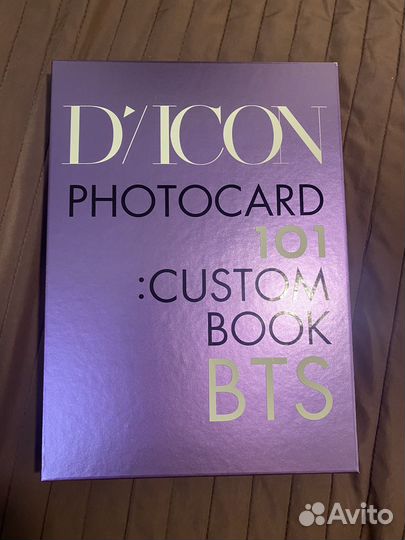 D'/ICON
PHOTOCARD
101
:CUSTOM
BOOK
BTS
Avito